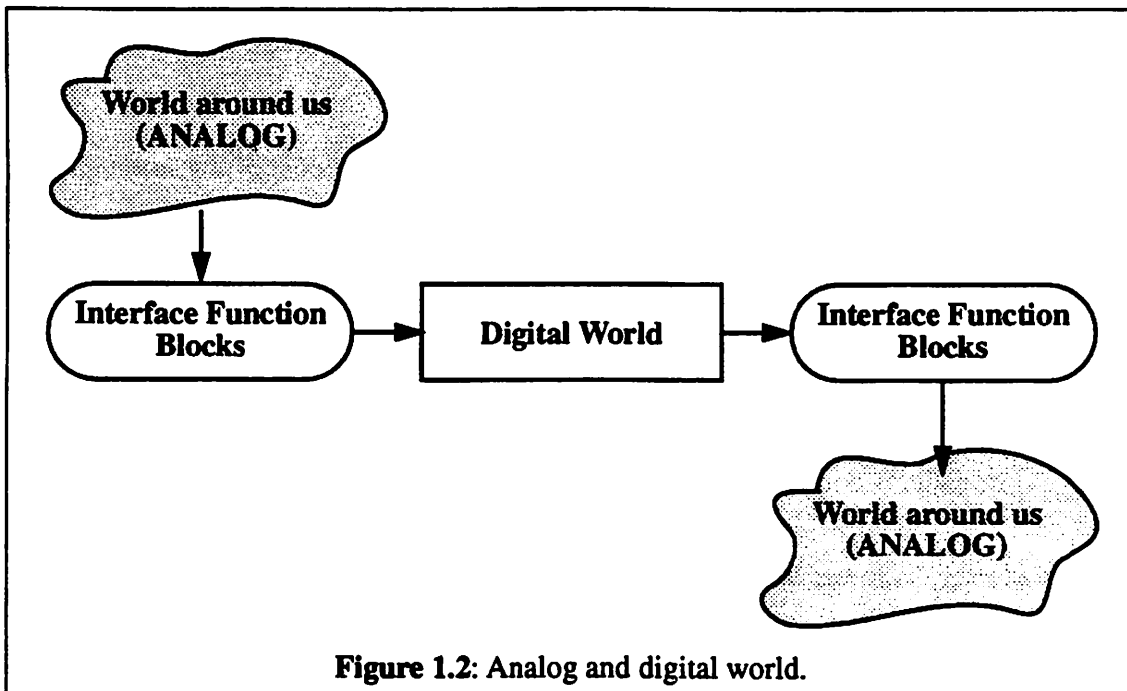 World around us
(ANALOG)
Interface Function
Blocks
Digital World
Interface Function
Blocks
World around us
(ANALOG)
Figure 1.2: Analog and digital world.